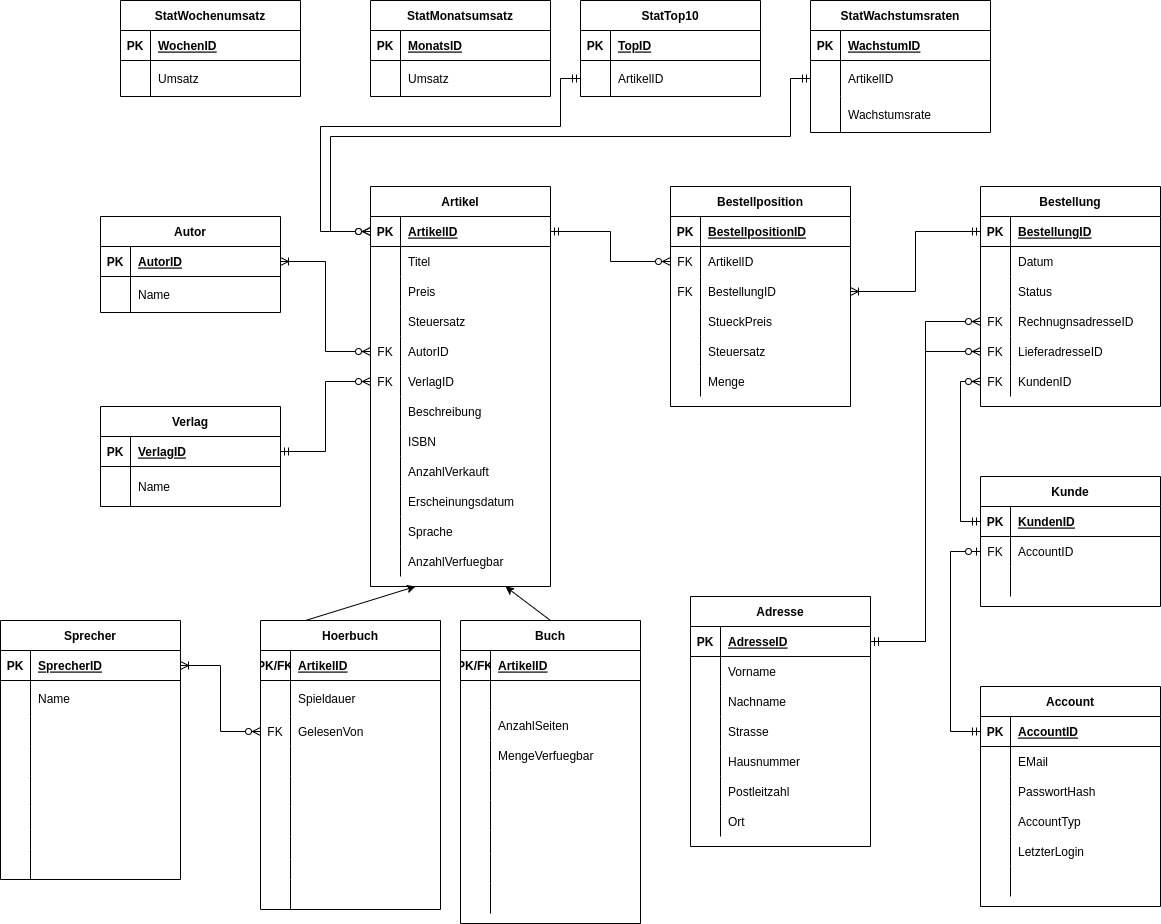 StatWochenumsatz
PK WochenID
Umsatz
StatMonatsumsatz
PK MonatsID
Umsatz
StatTop10
PK TopID
ArtikelID
StatWachstumsraten
PK WachstumID
ArtikelID
Wachstumsrate
Autor
PK AutorID
Name
Verlag
PK VerlagID
Name
Artikel
PK ArtikelID
Titel
Preis
Steuersatz
FK AutorID
FK VerlagID
Beschreibung
ISBN
AnzahlVerkauft
Erscheinungsdatum
Sprache
AnzahlVerfuegbar
Bestellposition
PK BestellpositionID
FK ArtikelID
FK BestellungID
StueckPreis
Steuersatz
Menge
Bestellung
PK BestellungID
Datum
Status
FK RechnugnsadresseID
FK LieferadresseID
FK KundenID
Kunde
PK KundenID
FK AccountID
Sprecher
PK SprecherID
Name
Hoerbuch
PK/FK ArtikelID
Spieldauer
FK GelesenVon
Buch
PK/FK ArtikelID
AnzahlSeiten
MengeVerfuegbar
Adresse
PK AdresseID
Vorname
Nachname
Strasse
Hausnummer
Postleitzahl
Ort
Account
PK AccountID
EMail
PasswortHash
AccountTyp
LetzterLogin